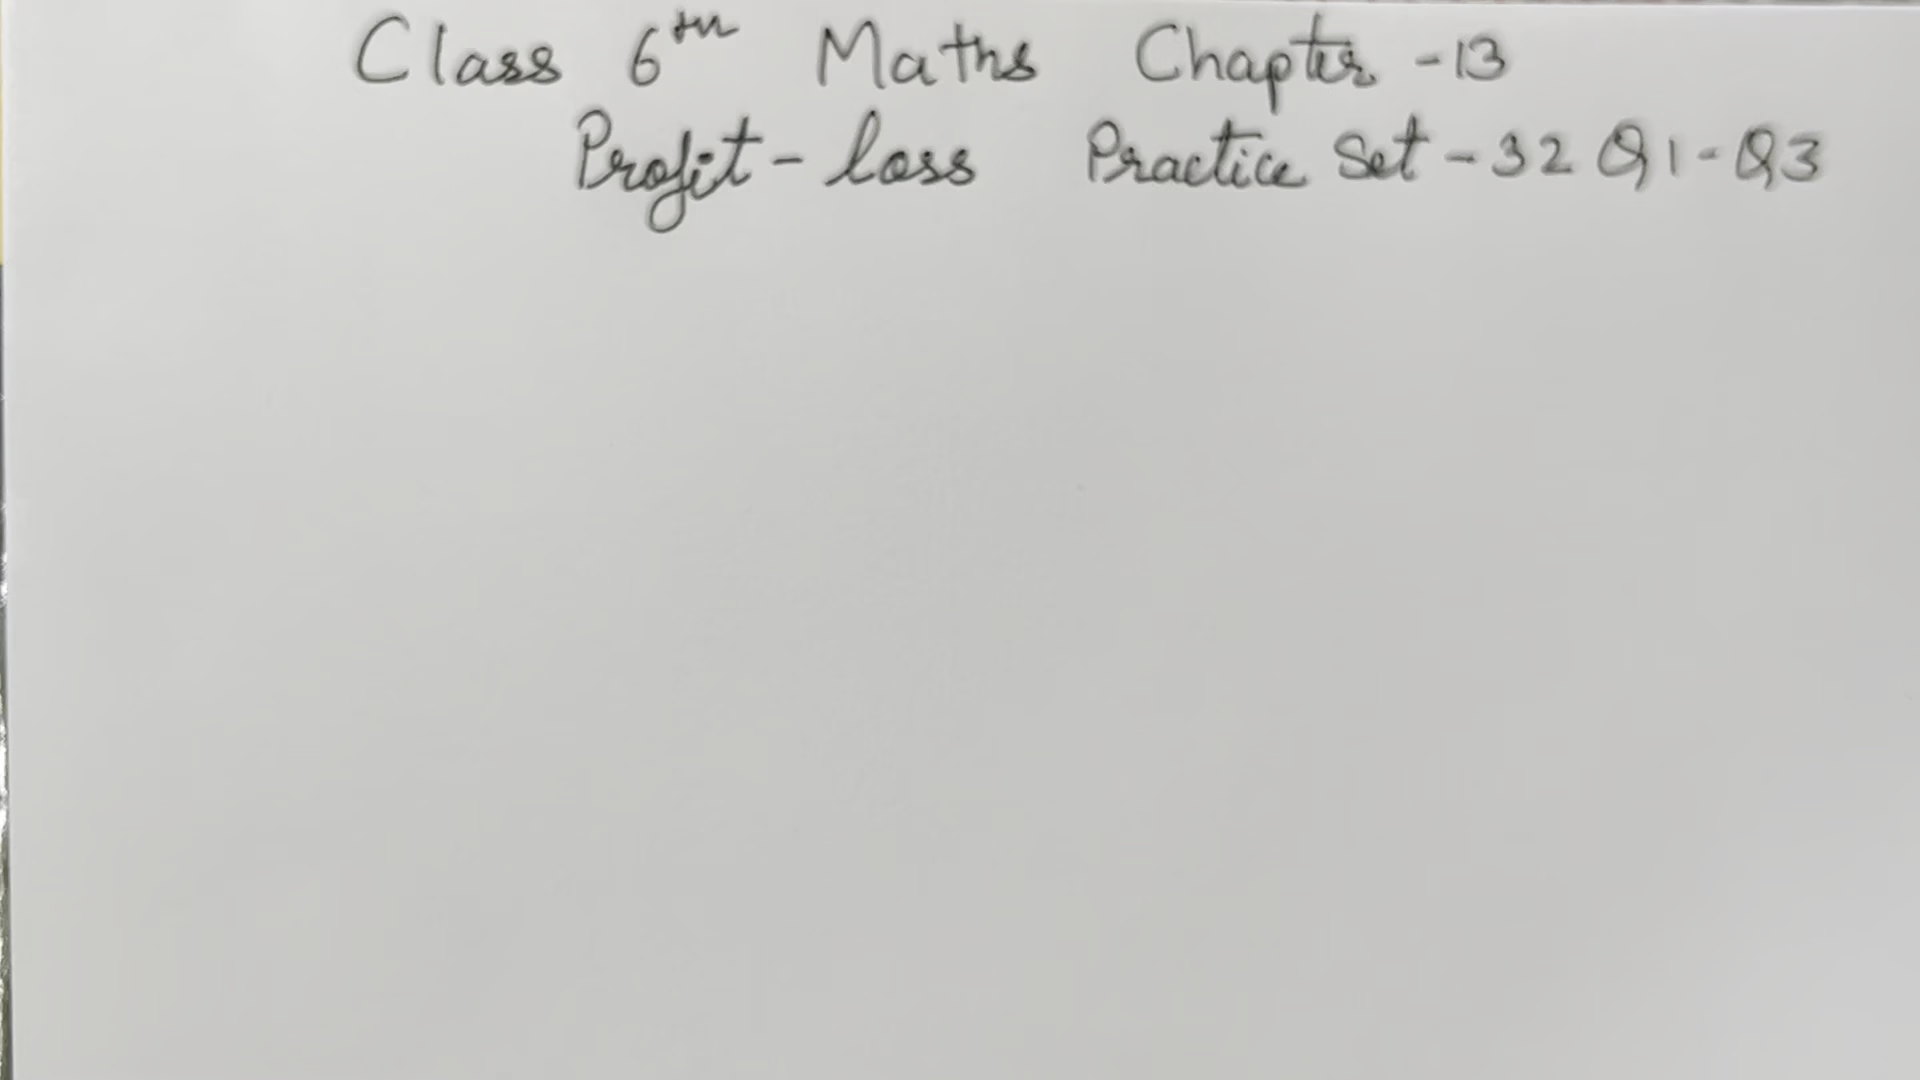 Class 6th Maths Chapter -13
Profit - loss Practice Set - 32 Q1 - Q3